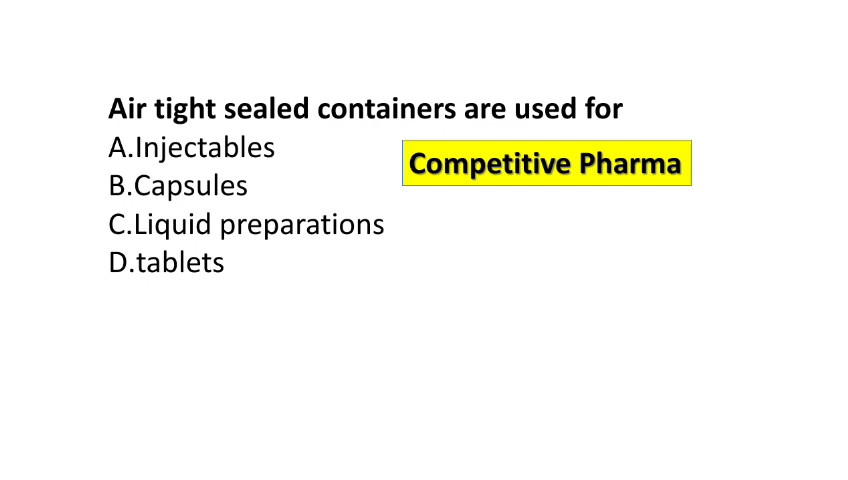 Air tight sealed containers are used for
A.Injectables
Competitive Pharma
B.Capsules
C.Liquid preparations
D.tablets